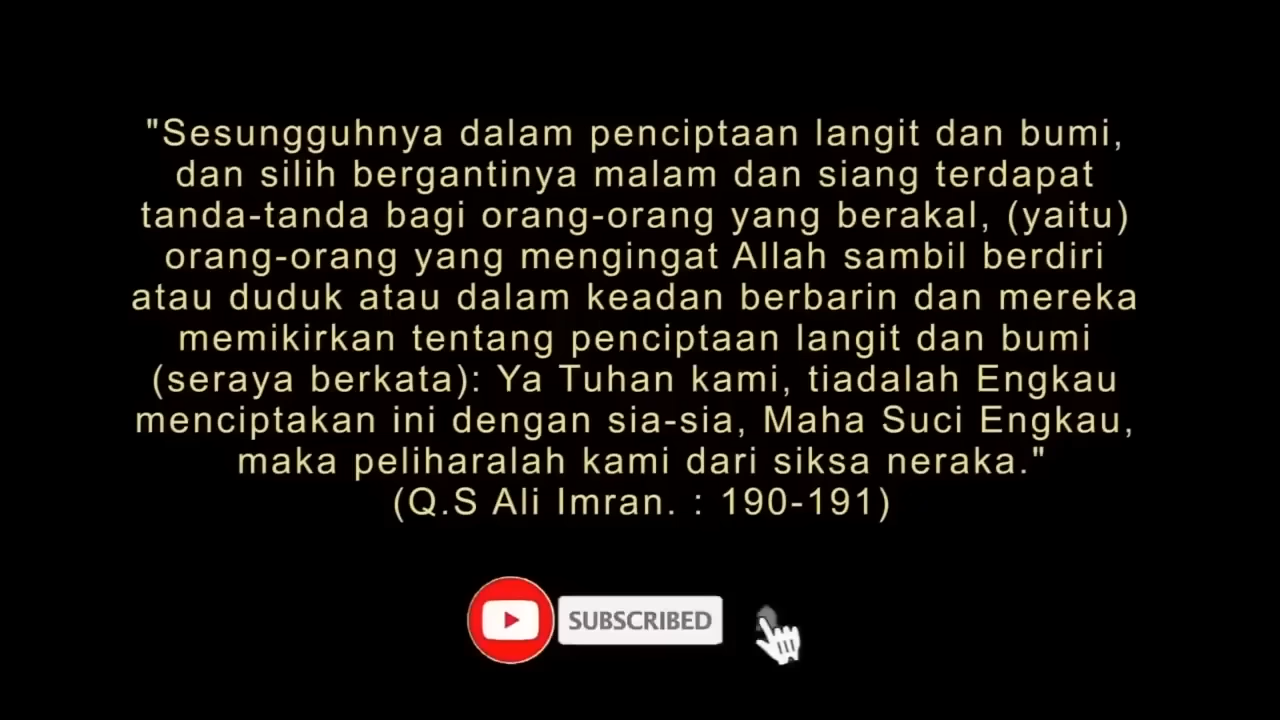 "Sesungguhnya dalam penciptaan langit dan bumi,
dan silih bergantinya malam dan siang terdapat
tanda-tanda bagi orang-orang yang berakal, (yaitu)
orang-orang yang mengingat Allah sambil berdiri
atau duduk atau dalam keadan berbarin dan mereka
memikirkan tentang penciptaan langit dan bumi
(seraya berkata): Ya Tuhan kami, tiadalah Engkau
menciptakan ini dengan sia-sia, Maha Suci Engkau,
maka peliharalah kami dari siksa neraka."
(Q.S Ali Imran. : 190-191)
SUBSCRIBED